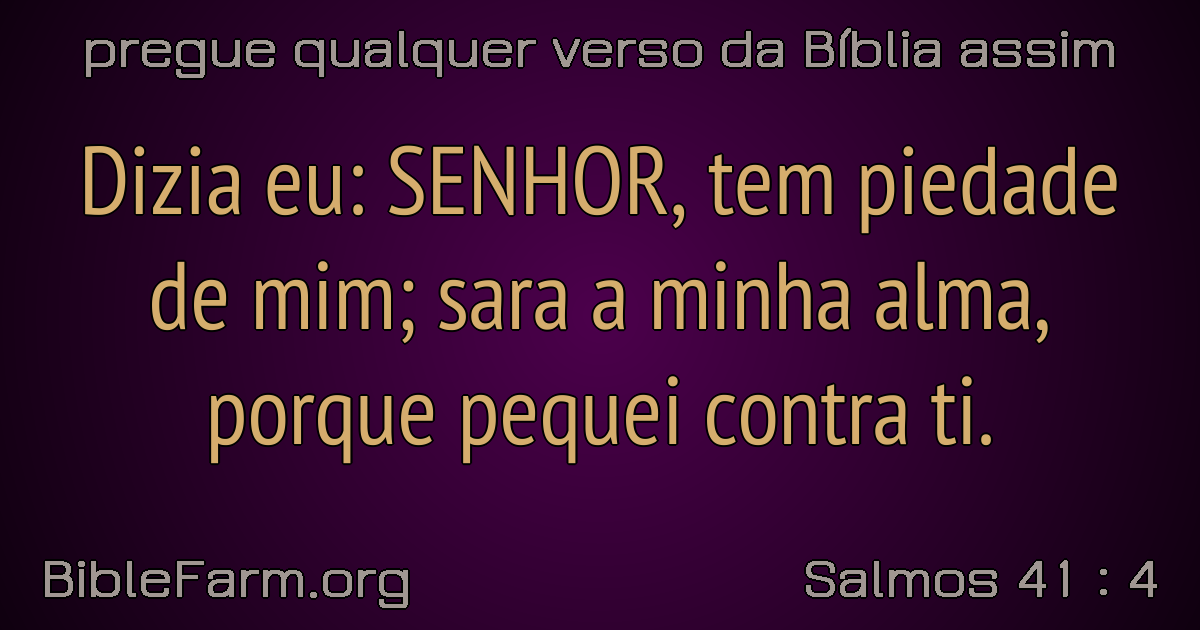 pregue qualquer verso da Bíblia assim
Dizia eu: SENHOR, tem piedade
de mim; sara a minha alma,
porque pequei contra ti.
BibleFarm.org
Salmos 41 : 4